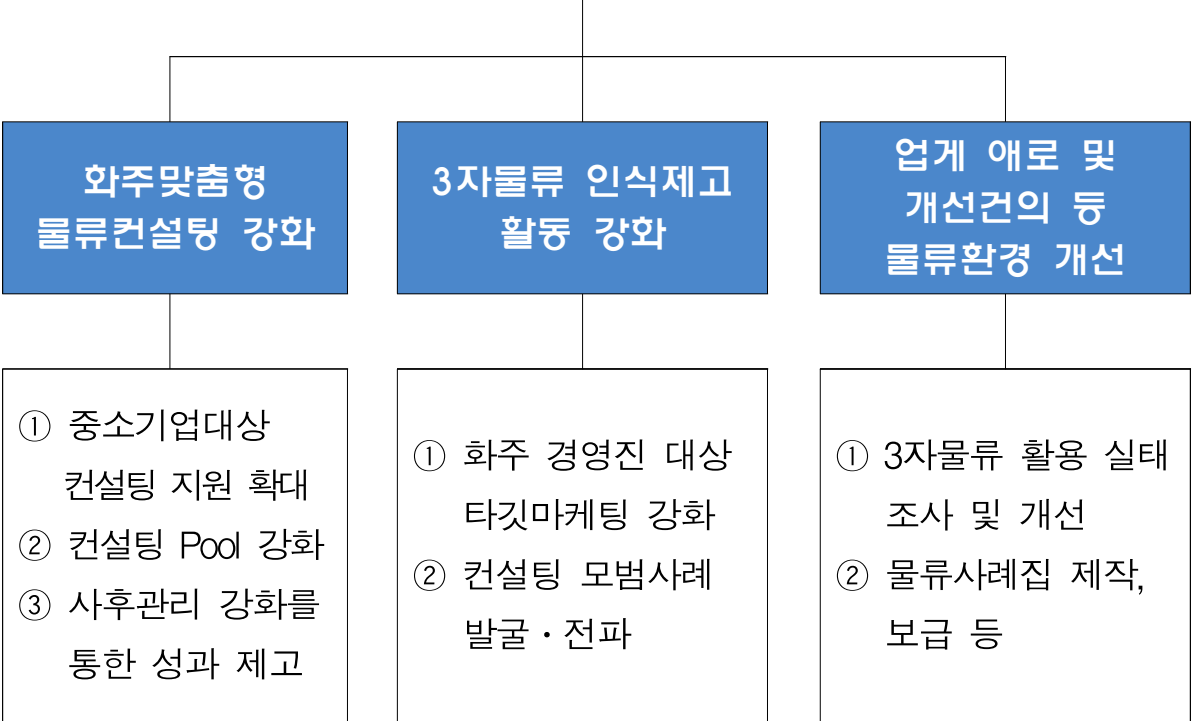 화주맞춤형
물류컨설팅 강화
3자물류 인식제고
활동 강화
업게 애로 및
개선건의 등
물류환경 개선
① 중소기업대상
컨설팅 지원 확대
② 컨설팅 Pool 강화
③ 사후관리 강화를
통한 성과 제고
① 화주 경영진 대상
타깃마케팅 강화
② 컨설팅 모범사례
발굴·전파
① 3자물류 활용 실태
조사 및 개선
② 물류사례집 제작,
보급 등